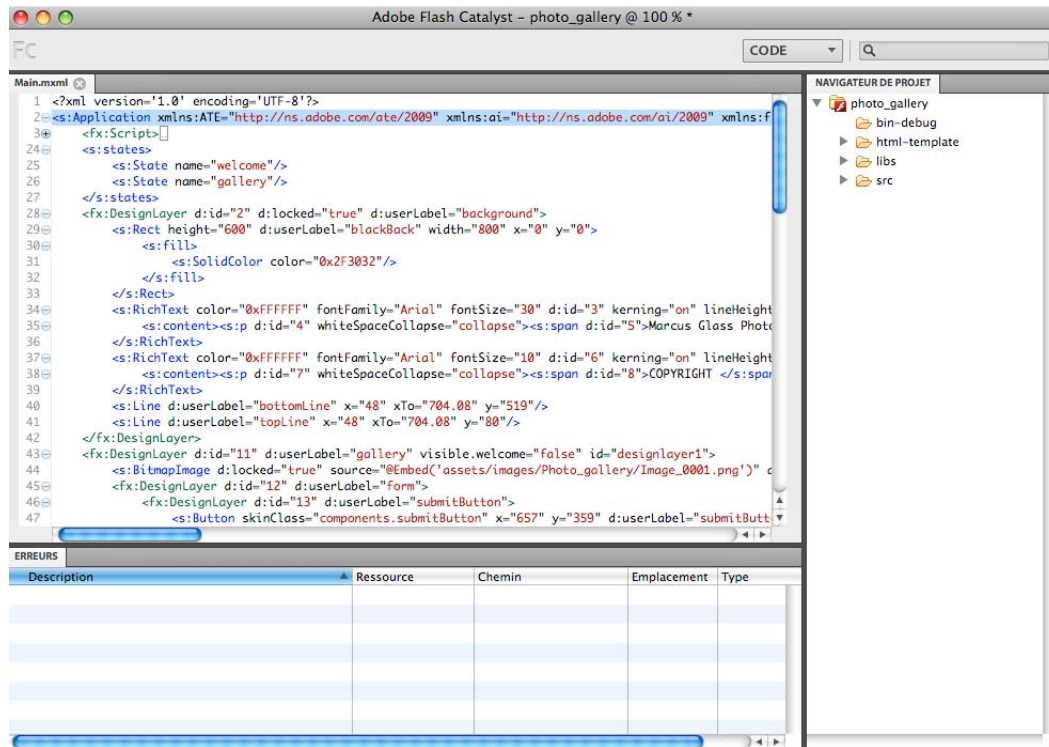 Adobe Flash Catalyst – photo_gallery @ 100 % *
FC
CODE
Main.mxml
NAVIGATEUR DE PROJET
1 <?xml version='1.0' encoding='UTF-8'?>
2 <s:Application xmlns:ATE="http://ns.adobe.com/ate/2009" xmlns:ai="http://ns.adobe.com/ai/2009" xmlns:f
3 <fx:Script>
24 <s:states>
25 <s:State name="welcome"/>
26 <s:State name="gallery"/>
27 </s:states>
28 <fx:DesignLayer d:id="2" d:locked="true" d:userLabel="background">
29 <s:Rect height="600" d:userLabel="blackBack" width="800" x="0" y="0">
30 <s:fill>
31 <s:SolidColor color="0x2F3032"/>
32 </s:fill>
33 </s:Rect>
34 <s:RichText color="0xFFFFFF" fontFamily="Arial" fontSize="30" d:id="3" kerning="on" lineHeight
35 <s:content><s:p d:id="4" whiteSpaceCollapse="collapse"><s:span d:id="5">Marcus Glass Phot
36 </s:RichText>
37 <s:RichText color="0xFFFFFF" fontFamily="Arial" fontSize="10" d:id="6" kerning="on" lineHeight
38 <s:content><s:p d:id="7" whiteSpaceCollapse="collapse"><s:span d:id="8">COPYRIGHT </s:span
39 </s:RichText>
40 <s:Line d:userLabel="bottomLine" x="48" xTo="704.08" y="519"/>
41 <s:Line d:userLabel="topLine" x="48" xTo="704.08" y="80"/>
42 </fx:DesignLayer>
43 <fx:DesignLayer d:id="11" d:userLabel="gallery" visible.welcome="false" id="designlayer1">
44 <s:BitmapImage d:locked="true" source="@Embed('assets/images/Photo_gallery/Image_0001.png')"
45 <fx:DesignLayer d:id="12" d:userLabel="form">
46 <fx:DesignLayer d:id="13" d:userLabel="submitButton">
47 <s:Button skinClass="components.submitButton" x="657" y="359" d:userLabel="submitButt
photo_gallery
bin-debug
html-template
libs
src
ERREURS
Description Ressource Chemin Emplacement Type